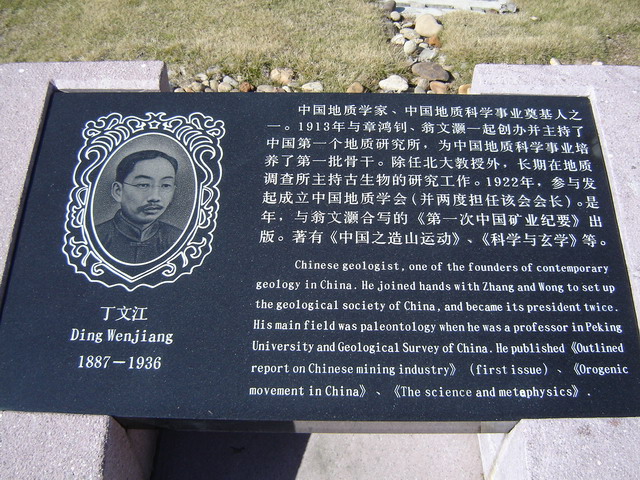 中国地质学家、中国地质科学事业奠基人之
一。1913年与章鸿钊、翁文灏一起创办并主持了
中国第一个地质研究所，为中国地质科学事业培
养了第一批骨干。除任北大教授外，长期在地质
调查所主持古生物的研究工作。1922年，参与发
起成立中国地质学会（并两度担任该会会长）。是
年，与翁文灏合写的《第一次中国矿业纪要》出
版。著有《中国之造山运动》、《科学与玄学》等。
Chinese geologist, one of the founders of contemporary
geology in China. He joined hands with Zhang and Wong to set up
the geological society of China, and became its president twice.
His main field was paleontology when he was a professor in Peking
University and Geological Survey of China. He published《Outlined
report on Chinese mining industry》 (first issue) 、《Orogenic
movement in China》 、《The science and metaphysics》.
丁文江
Ding Wenjiang
1887－1936